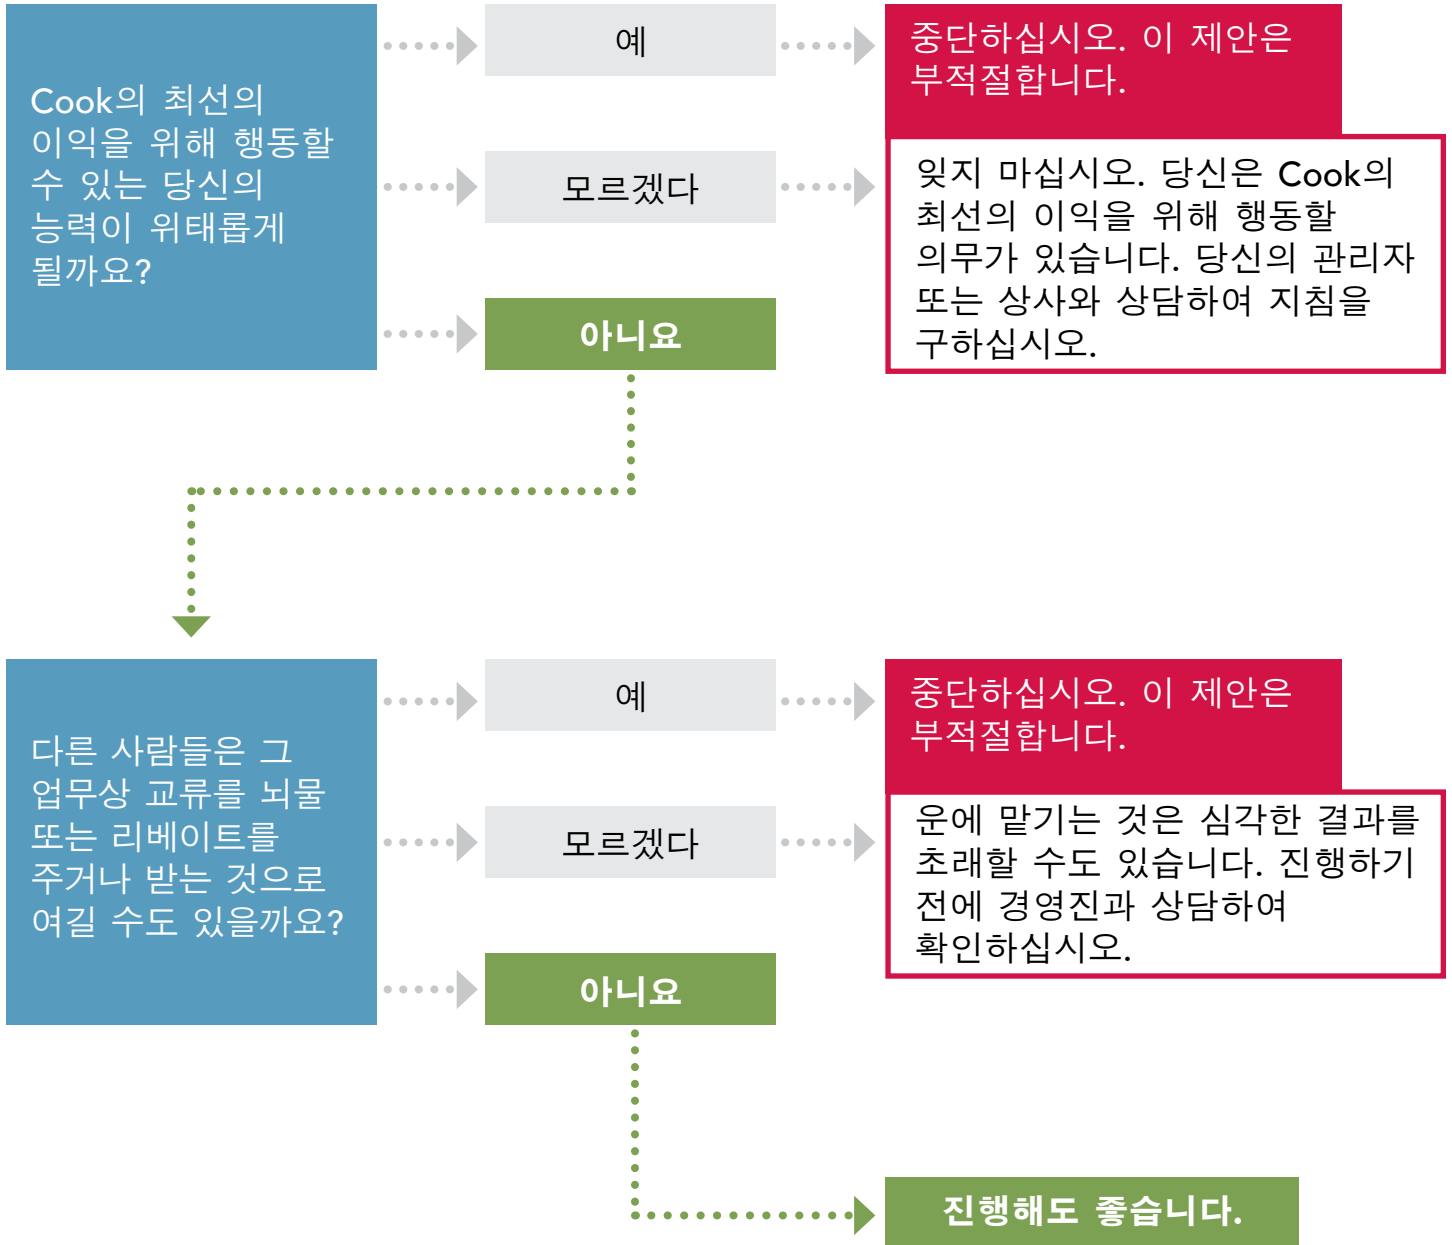 Cook의 최선의
이익을 위해 행동할
수 있는 당신의
능력이 위태롭게
될까요?
예
중단하십시오. 이 제안은
부적절합니다.
모르겠다
잊지 마십시오. 당신은 Cook의
최선의 이익을 위해 행동할
의무가 있습니다. 당신의 관리자
또는 상사와 상담하여 지침을
구하십시오.
아니요
다른 사람들은 그
업무상 교류를 뇌물
또는 리베이트를
주거나 받는 것으로
여길 수도 있을까요?
예
중단하십시오. 이 제안은
부적절합니다.
모르겠다
운에 맡기는 것은 심각한 결과를
초래할 수도 있습니다. 진행하기
전에 경영진과 상담하여
확인하십시오.
아니요
진행해도 좋습니다.